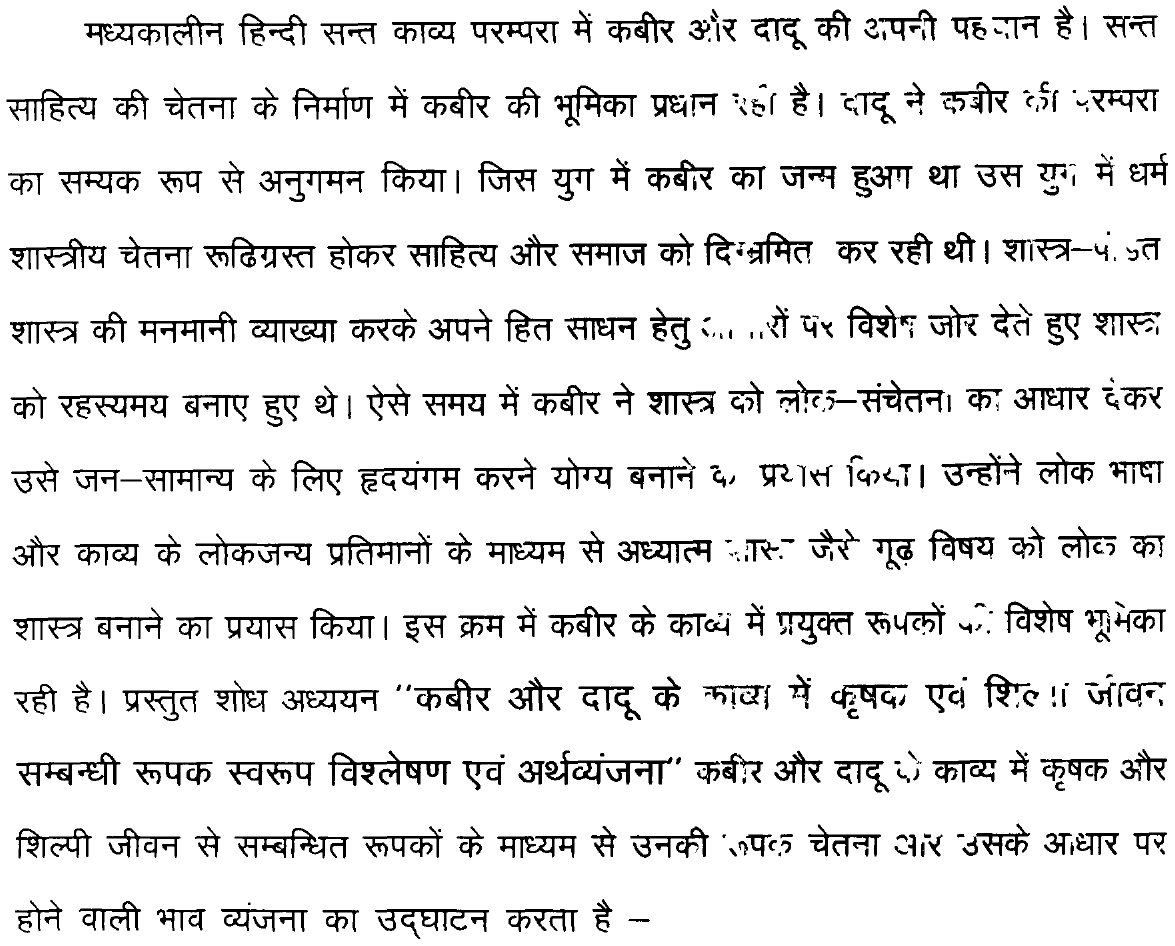 मध्यकालीन हिन्दी सन्त काव्य परम्परा में कबीर और दादू की अपनी पहचान है। सन्त
साहित्य की चेतना के निर्माण में कबीर की भूमिका प्रधान रही है। दादू ने कबीर की परम्परा
का सम्यक रूप से अनुगमन किया। जिस युग में कबीर का जन्म हुआ था उस युग में धर्म
शास्त्रीय चेतना रूढिग्रस्त होकर साहित्य और समाज को दिग्भ्रमित कर रही थी। शास्त्र–पंडित
शास्त्र की मनमानी व्याख्या करके अपने हित साधन हेतु पर विशेष जोर देते हुए शास्त्र
को रहस्यमय बनाए हुए थे। ऐसे समय में कबीर ने शास्त्र को लोक–संचेतना का आधार देकर
उसे जन–सामान्य के लिए हृदयंगम करने योग्य बनाने का प्रयास किया। उन्होंने लोक भाषा
और काव्य के लोकजन्य प्रतिमानों के माध्यम से अध्यात्म शास्त्र जैसे गूढ़ विषय को लोक का
शास्त्र बनाने का प्रयास किया। इस क्रम में कबीर के काव्य में प्रयुक्त रूपकों की विशेष भूमिका
रही है। प्रस्तुत शोध अध्ययन "कबीर और दादू के काव्य में कृषक एवं शिल्पी जीवन
सम्बन्धी रूपक स्वरूप विश्लेषण एवं अर्थव्यंजना" कबीर और दादू के काव्य में कृषक और
शिल्पी जीवन से सम्बन्धित रूपकों के माध्यम से उनकी रूपक चेतना और उसके आधार पर
होने वाली भाव व्यंजना का उद्घाटन करता है –